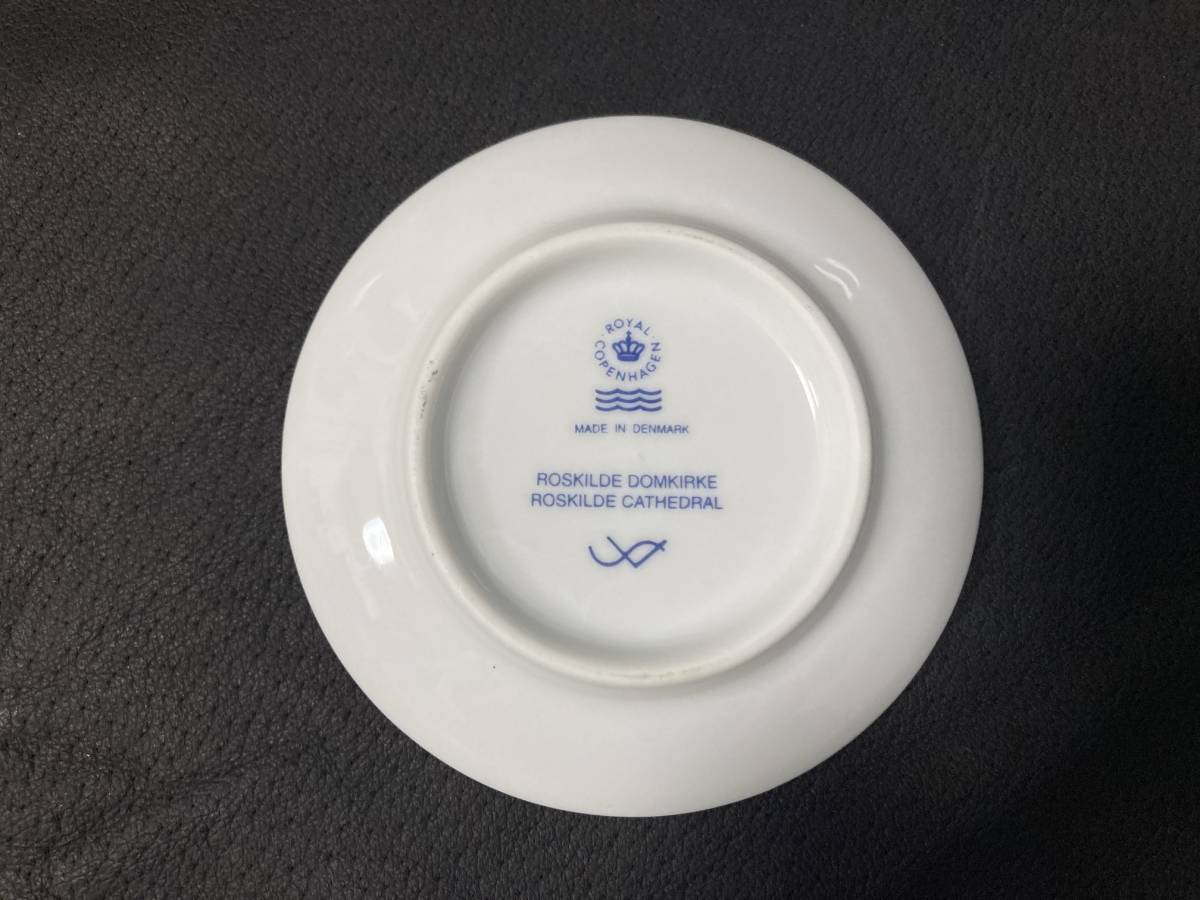 ROYAL
COPENHAGEN
MADE IN DENMARK
ROSKILDE DOMKIRKE
ROSKILDE CATHEDRAL